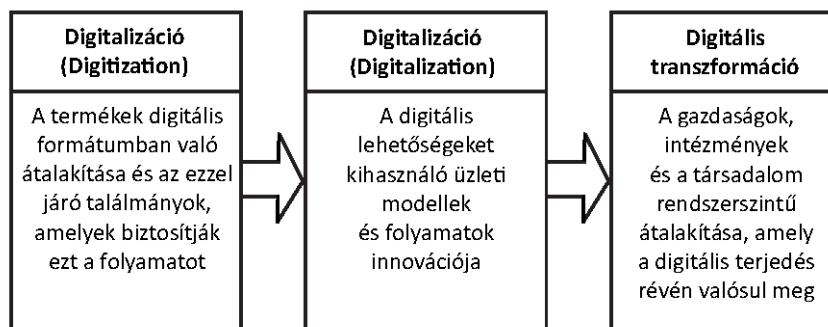 Digitalizáció
(Digitization)
A termékek digitális
formátumban való
átalakítása és az ezzel
járó találmányok,
amelyek biztosítják
ezt a folyamatot
Digitalizáció
(Digitalization)
A digitális
lehetőségeket
kihasználó üzleti
modellek
és folyamatok
innovációja
Digitális
transzformáció
A gazdaságok,
intézmények
és a társadalom
rendszerszintű
átalakítása, amely
a digitális terjedés
révén valósul meg